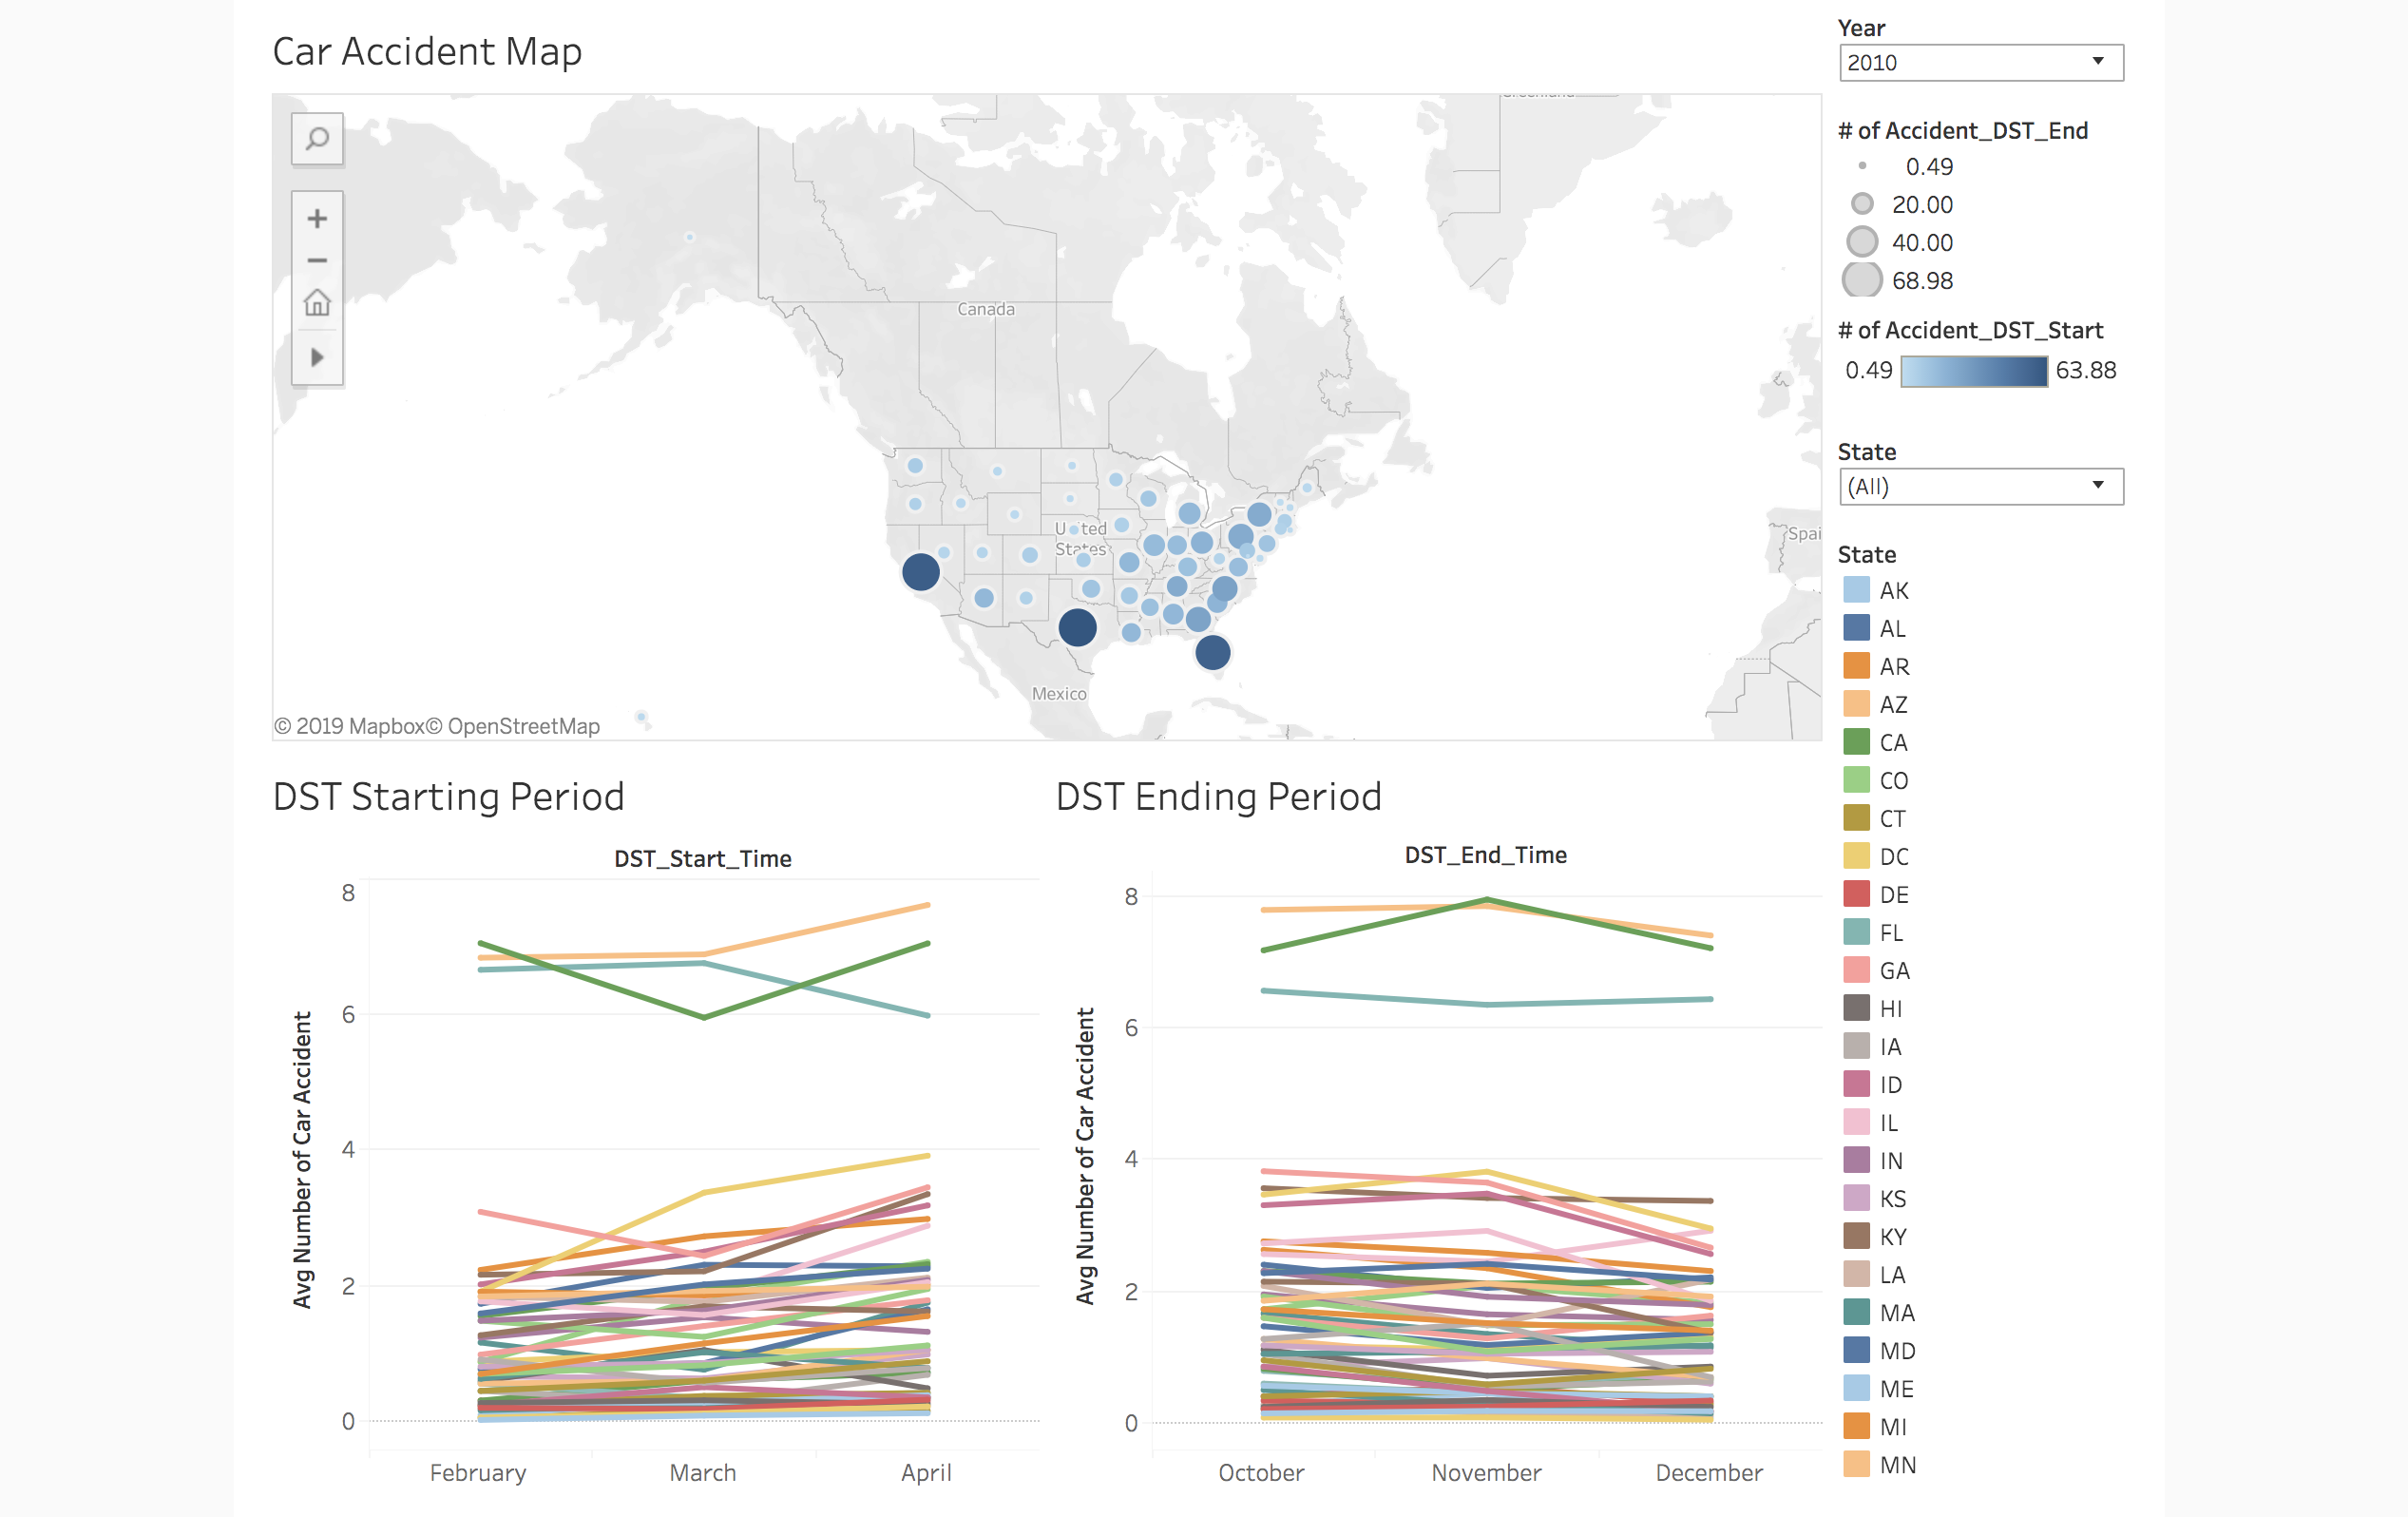 Car Accident Map
Canada
United
States
Mexico
© 2019 Mapbox© OpenStreetMap
Year
2010
# of Accident_DST_End
0.49
20.00
40.00
68.98
# of Accident_DST_Start
0.49 63.88
State
(All)
State
AK
AL
AR
AZ
CA
CO
CT
DC
DE
FL
GA
HI
IA
ID
IL
IN
KS
KY
LA
MA
MD
ME
MI
MN
DST Starting Period
DST_Start_Time
Avg Number of Car Accident
8
6
4
2
0
February March April
DST Ending Period
DST_End_Time
Avg Number of Car Accident
8
6
4
2
0
October November December